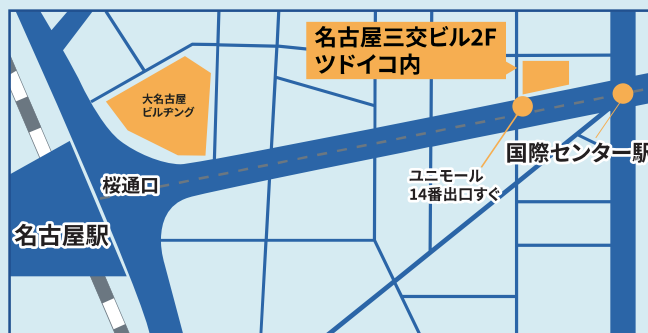 名古屋三交ビル2F
ツドイコ内
大名古屋
ビルヂング
国際センター駅
ユニモール
14番出口すぐ
桜通口
名古屋駅